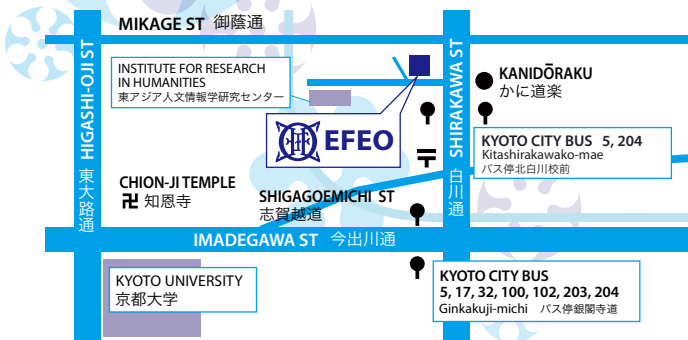 MIKAGE ST 御蔭通
HIGASHI-OJI ST 東大路通
INSTITUTE FOR RESEARCH
IN HUMANITIES
東アジア人文情報学研究センター
SHIRAKAWA ST 白川通
KANIDŌRAKU
かに道楽
EFEO
KYOTO CITY BUS 5, 204
Kitashirakawako-mae
バス停北白川校前
〒
CHION-JI TEMPLE
卍 知恩寺
SHIGAGOEMICHI ST
志賀越道
IMADEGAWA ST 今出川通
KYOTO UNIVERSITY
京都大学
KYOTO CITY BUS
5, 17, 32, 100, 102, 203, 204
Ginkakuji-michi バス停銀閣寺道